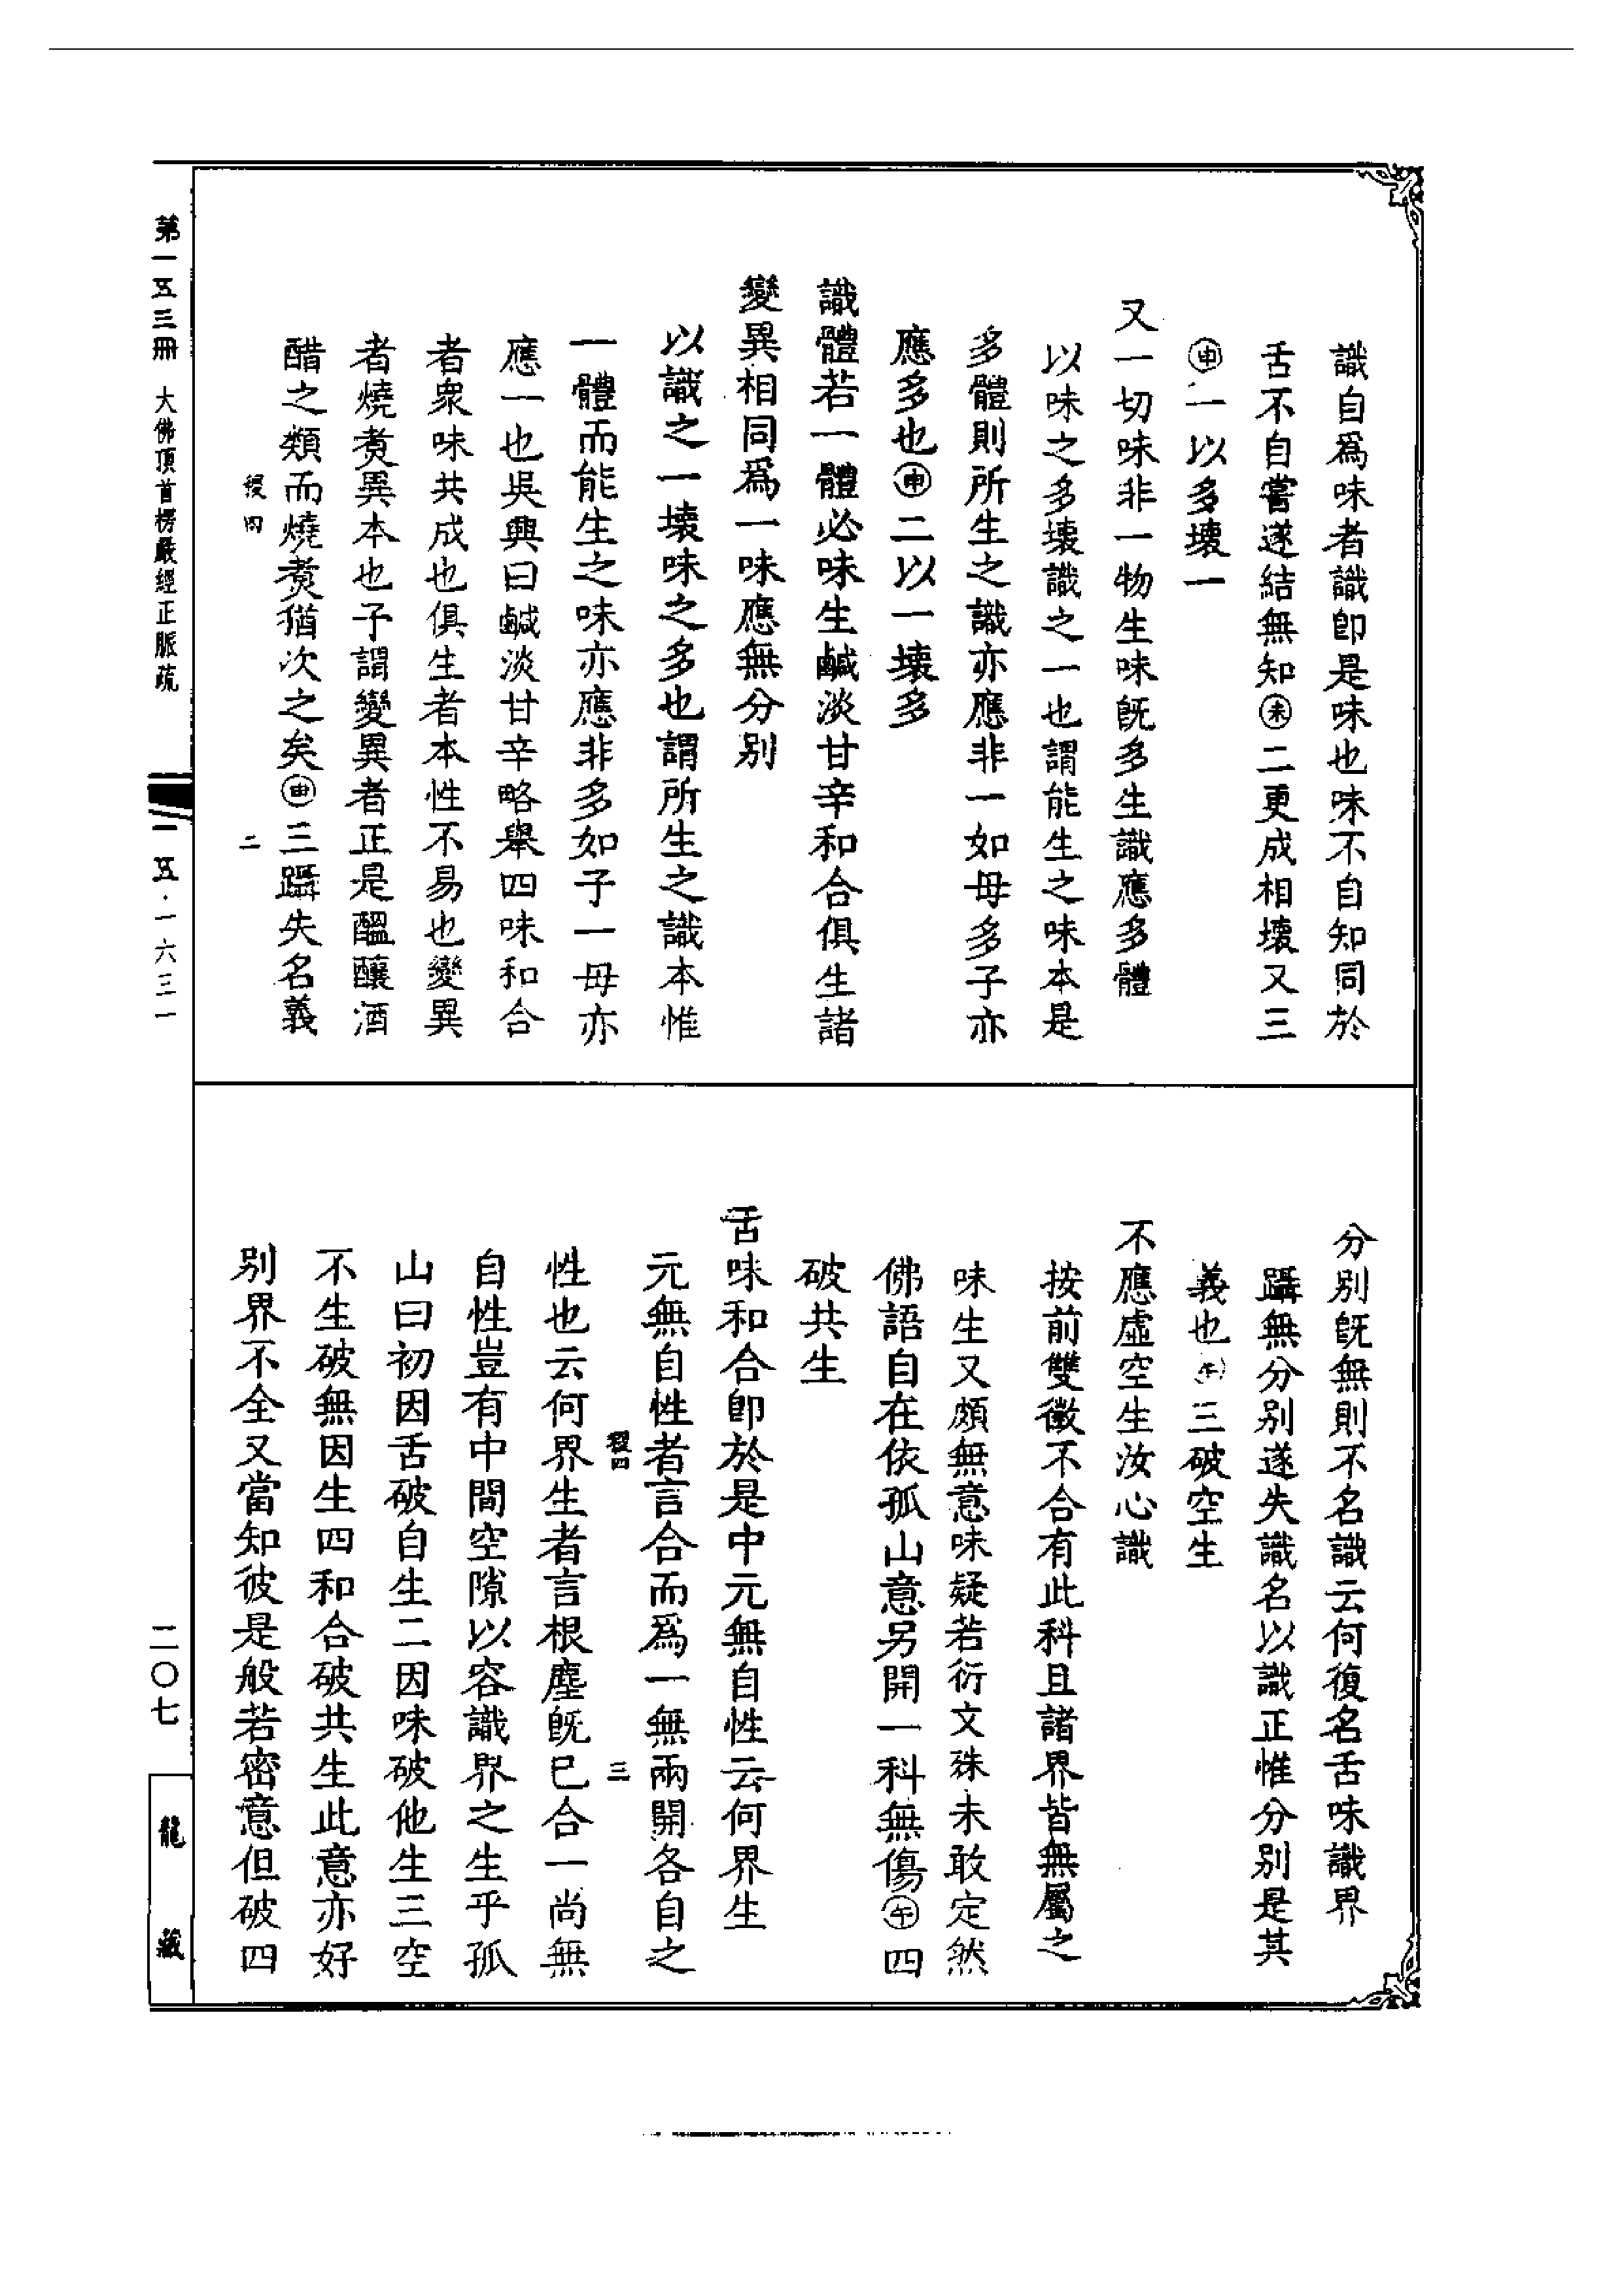 識自爲味者識卽是味也味不自知同於
舌不自嘗遂結無知㊍二更成相壞又三
㊥一以多壞一
又一切味非一物生味旣多生識應多體
以味之多壞識之一也謂能生之味本是
多體則所生之識亦應非一如母多子亦
應多也申二以一壞多
識體若一體必味生鹹淡甘辛和合俱生諸
變異相同爲一味應無分別
以識之一壞味之多也謂所生之識本惟
一體而能生之味亦應非多如子一母亦
應一也吳興曰鹹淡甘辛略舉四味和合
者衆味共成也俱生者本性不易也變異
者燒煑異本也子謂變異者正是醞釀酒
醋之類而燒煑猶次之矣申三躡失名義
二
分別旣無則不名識云何復名舌味識界
躡無分別遂失識名以識正惟分別是其
義也午三破空生
不應虛空生汝心識
按前雙徵不合有此科且諸界皆無屬之
味生又頗無意味疑若衍文殊未敢定然
佛語自在依孤山意另開一科無傷午四
破共生
舌味和合卽於是中元無自性云何界生
元無自性者言合而爲一無兩開各自之
三
性也云何界生者言根塵旣已合一尚無
自性豈有中間空隙以容識界之生乎孤
山曰初因舌破自生二因味破他生三空
不生破無因生四和合破共生此意亦好
別界不全又當知彼是般若密意但破四
第一五三冊 大佛頂首楞嚴經正脈疏
一五·一六三一
二〇七
龍藏